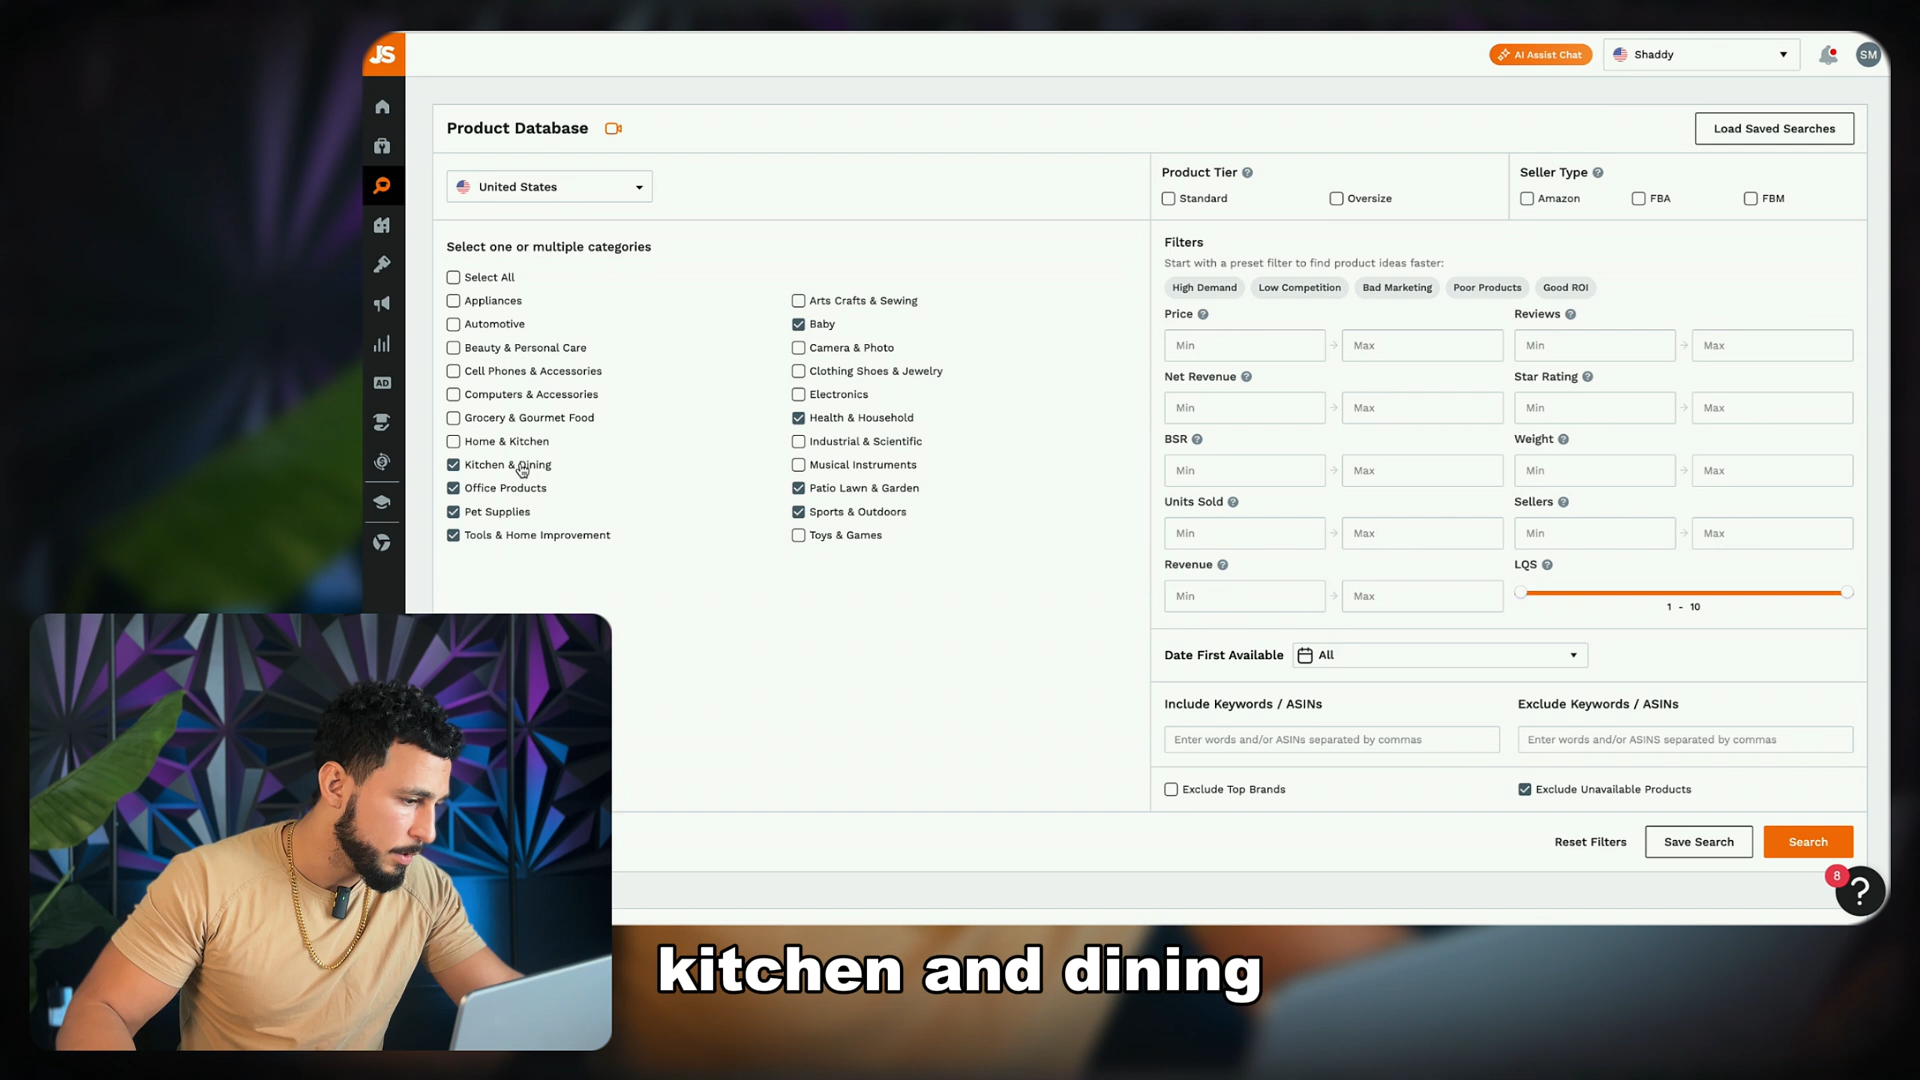 JS
AI Assist Chat
Shaddy
SM
Product Database
Load Saved Searches
United States
Product Tier
Standard
Oversize
Seller Type
Amazon
FBA
FBM
Select one or multiple categories
Select All
Appliances
Automotive
Beauty & Personal Care
Cell Phones & Accessories
Computers & Accessories
Grocery & Gourmet Food
Home & Kitchen
Kitchen & Dining
Office Products
Pet Supplies
Tools & Home Improvement
Arts Crafts & Sewing
Baby
Camera & Photo
Clothing Shoes & Jewelry
Electronics
Health & Household
Industrial & Scientific
Musical Instruments
Patio Lawn & Garden
Sports & Outdoors
Toys & Games
Filters
Start with a preset filter to find product ideas faster:
High Demand
Low Competition
Bad Marketing
Poor Products
Good ROI
Price
Min
Max
Reviews
Min
Max
Net Revenue
Min
Max
Star Rating
Min
Max
BSR
Min
Max
Weight
Min
Max
Units Sold
Min
Max
Sellers
Min
Max
Revenue
Min
Max
LQS
1 - 10
Date First Available
All
Include Keywords / ASINs
Enter words and/or ASINs separated by commas
Exclude Keywords / ASINs
Enter words and/or ASINS separated by commas
Exclude Top Brands
Exclude Unavailable Products
Reset Filters
Save Search
Search
8
?
AD
kitchen and dining